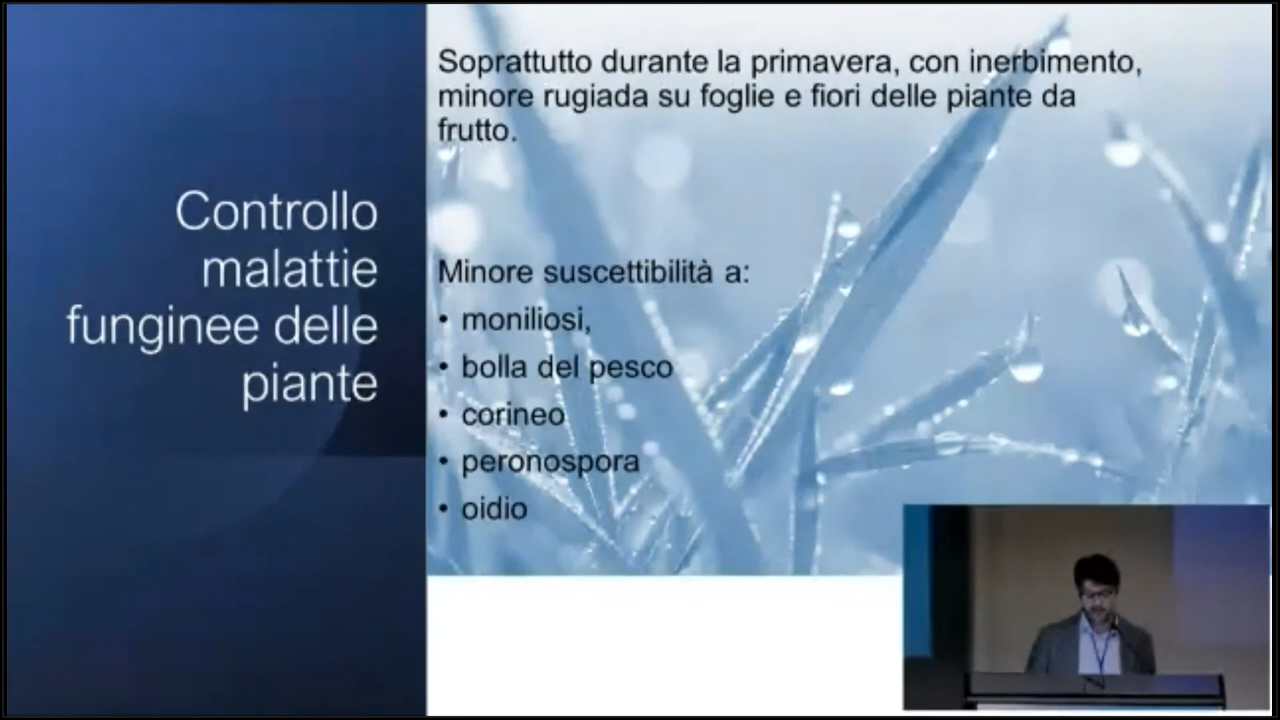 Controllo
malattie
funginee delle
piante
Soprattutto durante la primavera, con inerbimento,
minore rugiada su foglie e fiori delle piante da
frutto.
Minore suscettibilità a:
• moniliosi,
• bolla del pesco
• corineo
• peronospora
• oidio